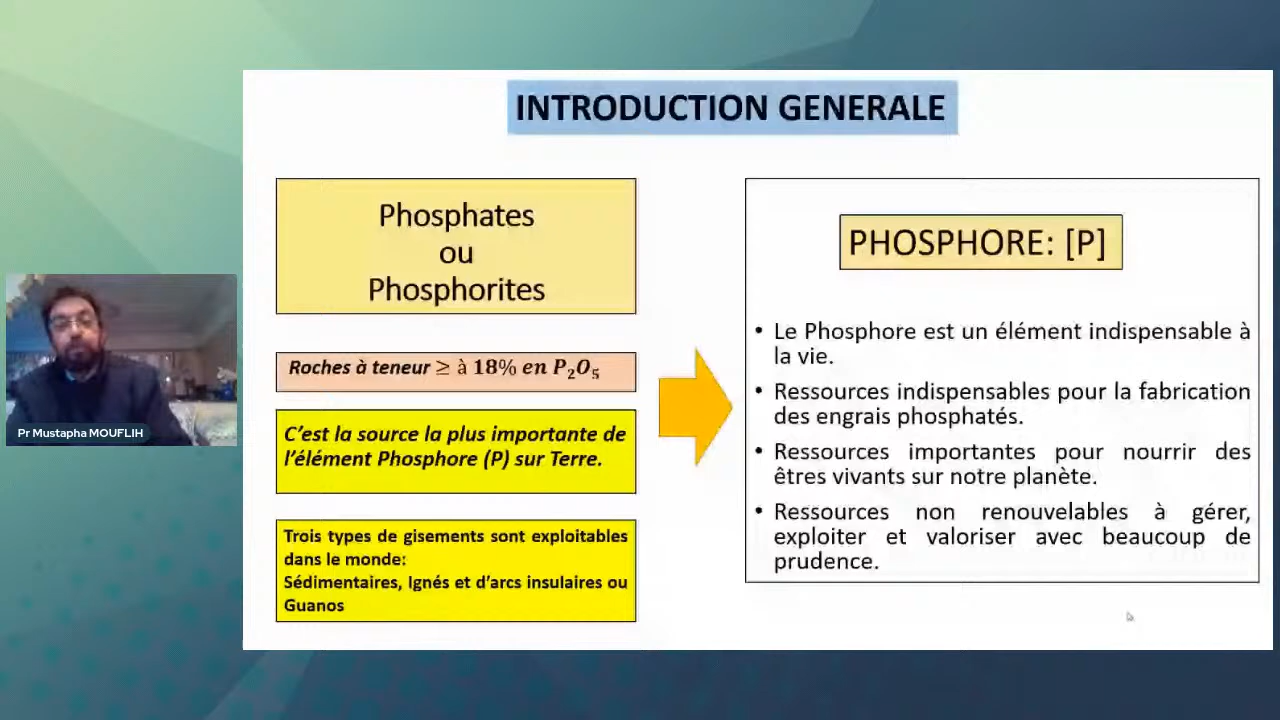 INTRODUCTION GENERALE
Phosphates
ou
Phosphorites
Roches à teneur ≥ à 18% en P₂O₅
C’est la source la plus importante de
l’élément Phosphore (P) sur Terre.
Trois types de gisements sont exploitables
dans le monde:
Sédimentaires, Ignés et d’arcs insulaires ou
Guanos
PHOSPHORE: [P]
• Le Phosphore est un élément indispensable à
la vie.
• Ressources indispensables pour la fabrication
des engrais phosphatés.
• Ressources importantes pour nourrir des
êtres vivants sur notre planète.
• Ressources non renouvelables à gérer,
exploiter et valoriser avec beaucoup de
prudence.
Pr Mustapha MOUFLIH